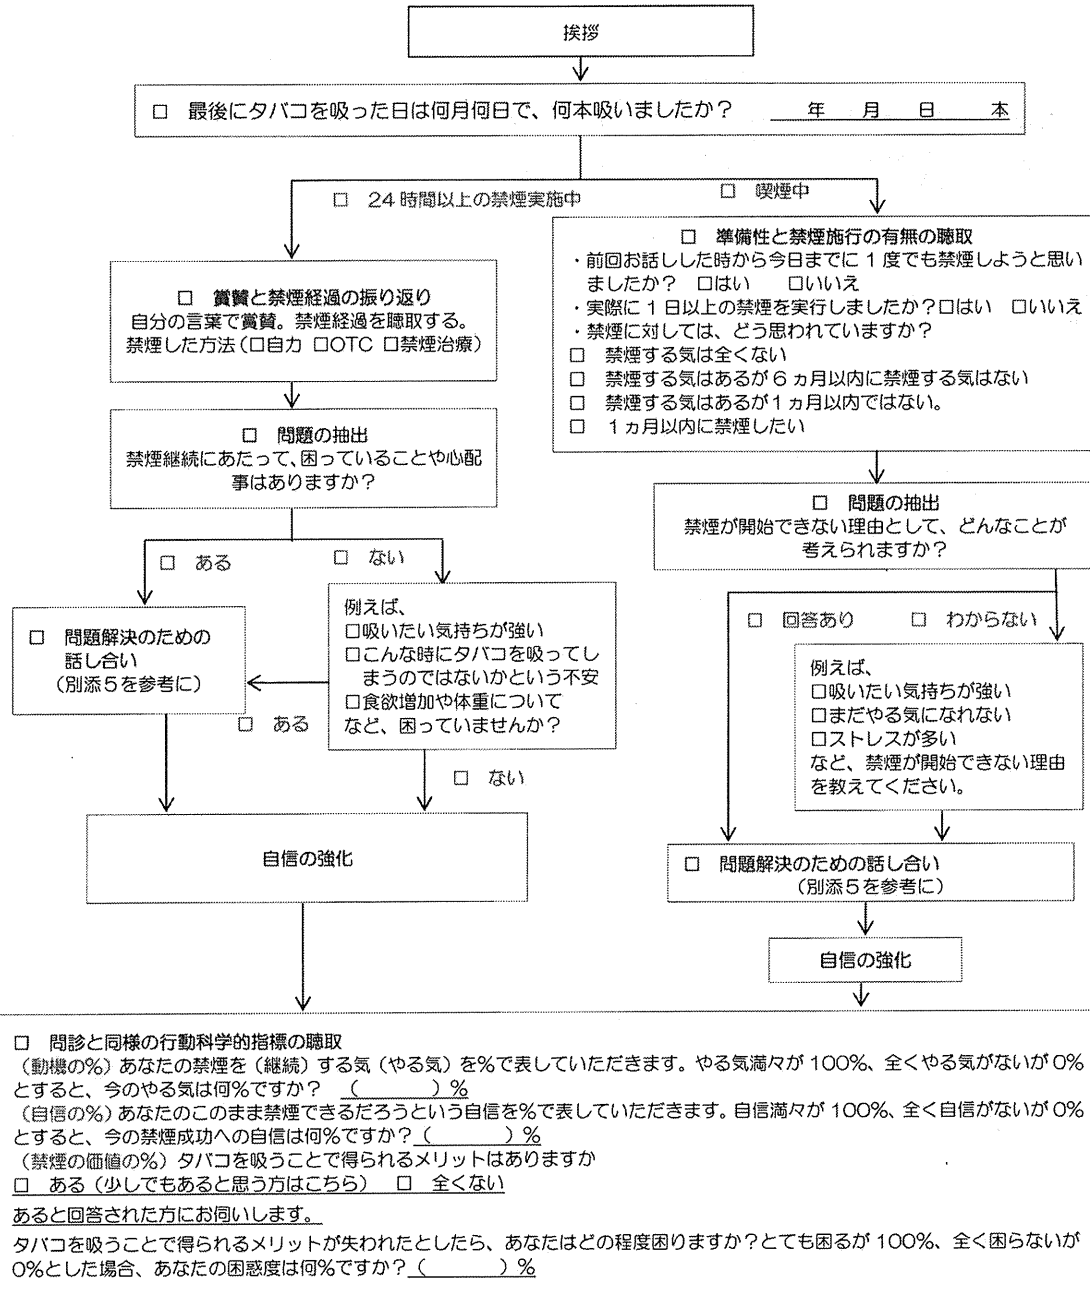 挨拶
□ 最後にタバコを吸った日は何月何日で、何本吸いましたか？ 年 月 日 本
□ 24時間以上の禁煙実施中
□ 喫煙中
□ 賞賛と禁煙経過の振り返り
自分の言葉で賞賛。禁煙経過を聴取する。
禁煙した方法（□自力 □OTC □禁煙治療）
□ 問題の抽出
禁煙継続にあたって、困っていることや心配
事はありますか？
□ ある
□ ない
□ 問題解決のための
話し合い
（別添５を参考に）
例えば、
□吸いたい気持ちが強い
□こんな時にタバコを吸ってし
まうのではないかという不安
□食欲増加や体重について
など、困っていませんか？
□ ある
□ ない
自信の強化
□ 準備性と禁煙施行の有無の聴取
・前回お話しした時から今日までに１度でも禁煙しようと思い
ましたか？ □はい □いいえ
・実際に１日以上の禁煙を実行しましたか？□はい □いいえ
・禁煙に対しては、どう思われていますか？
□ 禁煙する気は全くない
□ 禁煙する気はあるが６ヵ月以内に禁煙する気はない
□ 禁煙する気はあるが１ヵ月以内ではない。
□ １ヵ月以内に禁煙したい
□ 問題の抽出
禁煙が開始できない理由として、どんなことが
考えられますか？
□ 回答あり
□ わからない
例えば、
□吸いたい気持ちが強い
□まだやる気になれない
□ストレスが多い
など、禁煙が開始できない理由
を教えてください。
□ 問題解決のための話し合い
（別添５を参考に）
自信の強化
□ 問診と同様の行動科学的指標の聴取
（動機の%）あなたの禁煙を（継続）する気（やる気）を%で表していただきます。やる気満々が100%、全くやる気がないが0%
とすると、今のやる気は何%ですか？ （ ）%
（自信の%）あなたのこのまま禁煙できるだろうという自信を%で表していただきます。自信満々が100%、全く自信がないが0%
とすると、今の禁煙成功への自信は何%ですか？（ ）%
（禁煙の価値の%）タバコを吸うことで得られるメリットはありますか
□ ある（少しでもあると思う方はこちら） □ 全くない
あると回答された方にお伺いします。
タバコを吸うことで得られるメリットが失われたとしたら、あなたはどの程度困りますか？とても困るが100%、全く困らないが
0%とした場合、あなたの困惑度は何%ですか？（ ）%